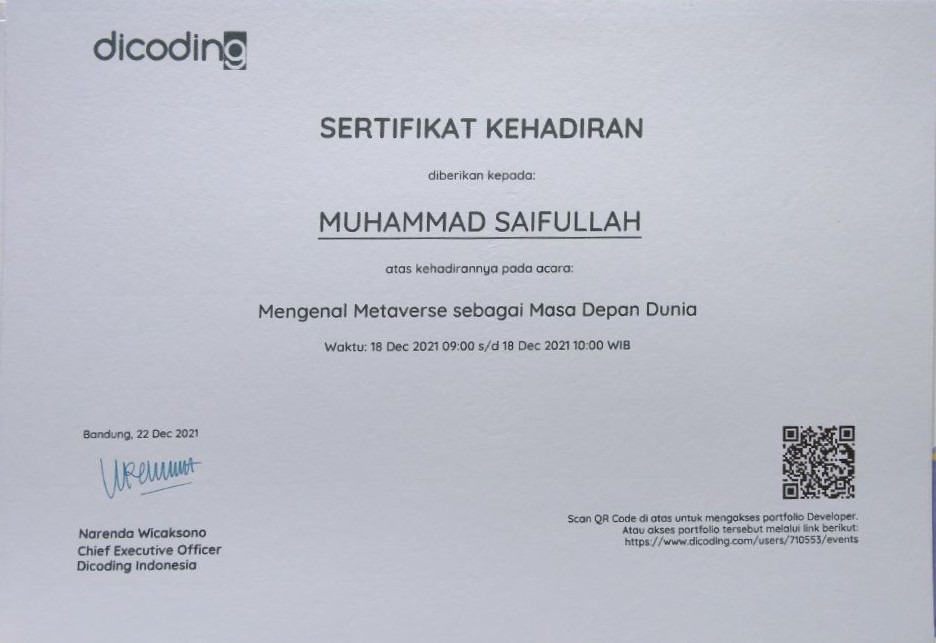 dicoding
SERTIFIKAT KEHADIRAN
diberikan kepada:
MUHAMMAD SAIFULLAH
atas kehadirannya pada acara:
Mengenal Metaverse sebagai Masa Depan Dunia
Waktu: 18 Dec 2021 09:00 s/d 18 Dec 2021 10:00 WIB
Bandung, 22 Dec 2021
Narenda Wicaksono
Chief Executive Officer
Dicoding Indonesia
Scan QR Code di atas untuk mengakses portfolio Developer.
Atau akses portfolio tersebut melalui link berikut:
https://www.dicoding.com/users/710553/events